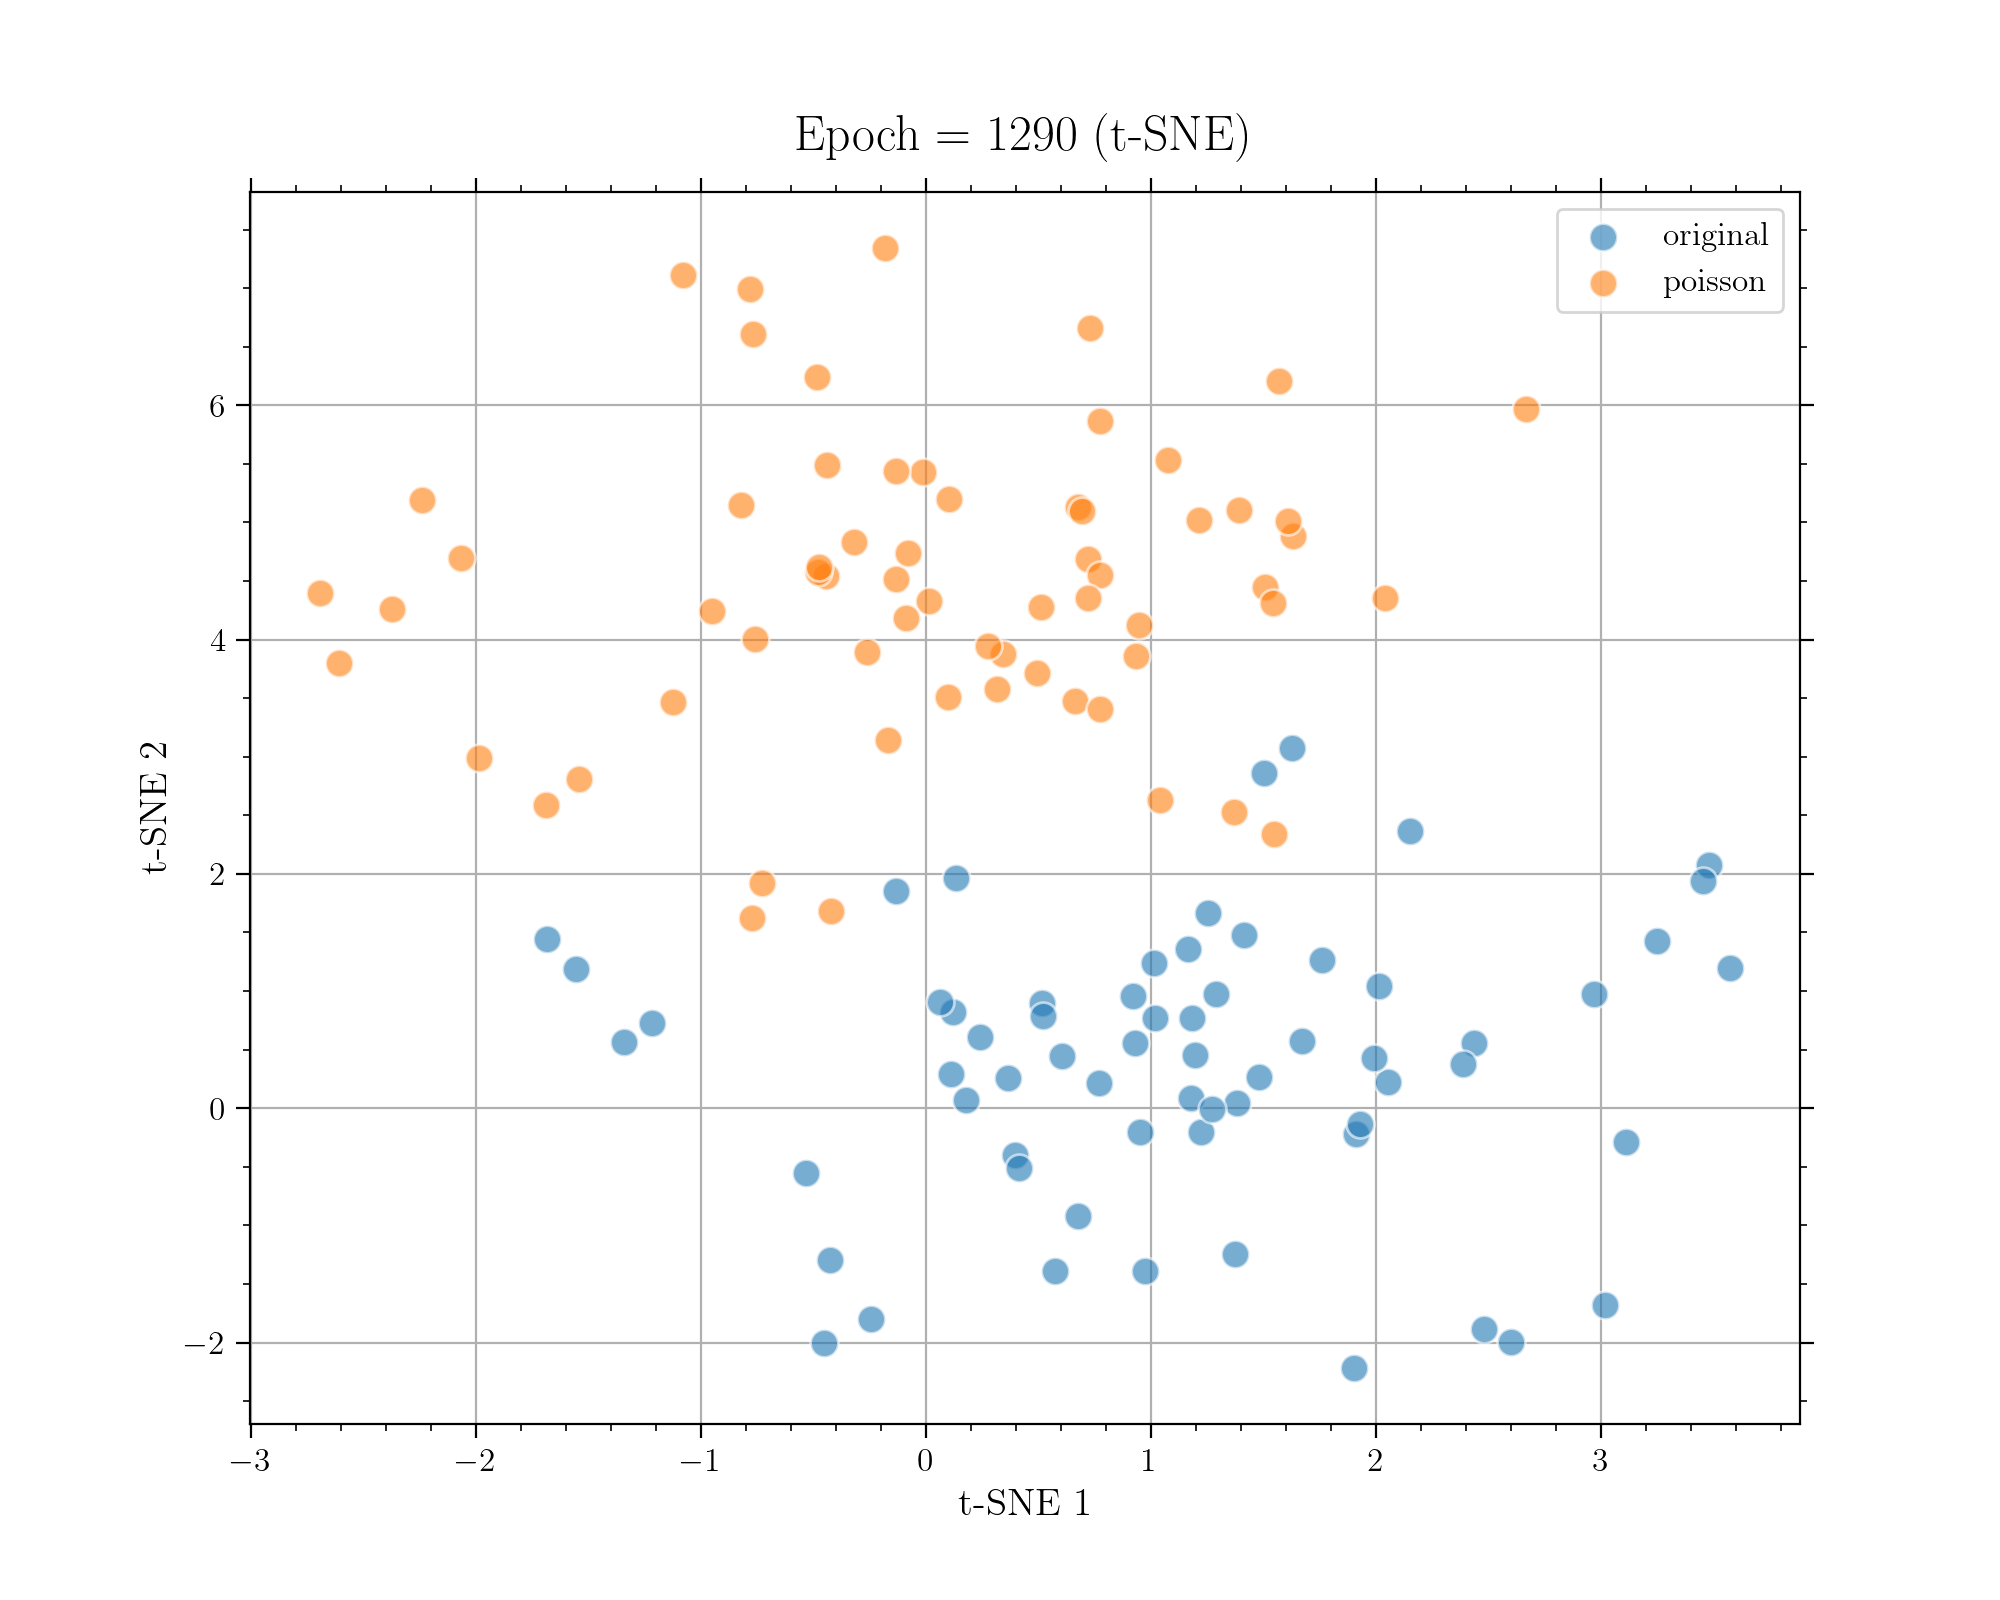 Epoch = 1290 (t-SNE)
original
poisson
6
4
2
0
−2
t-SNE 2
−3 −2 −1 0 1 2 3
t-SNE 1